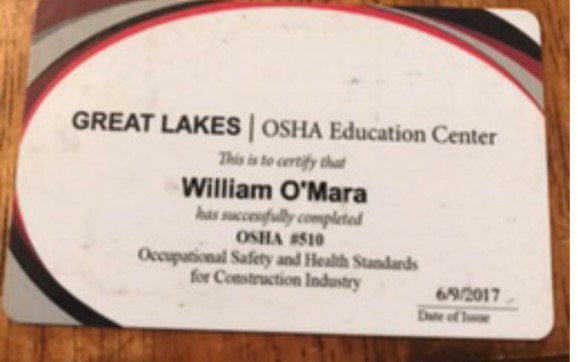 GREAT LAKES | OSHA Education Center
This is to certify that
William O'Mara
has successfully completed
OSHA #510
Occupational Safety and Health Standards
for Construction Industry
6/9/2017
Date of Issue